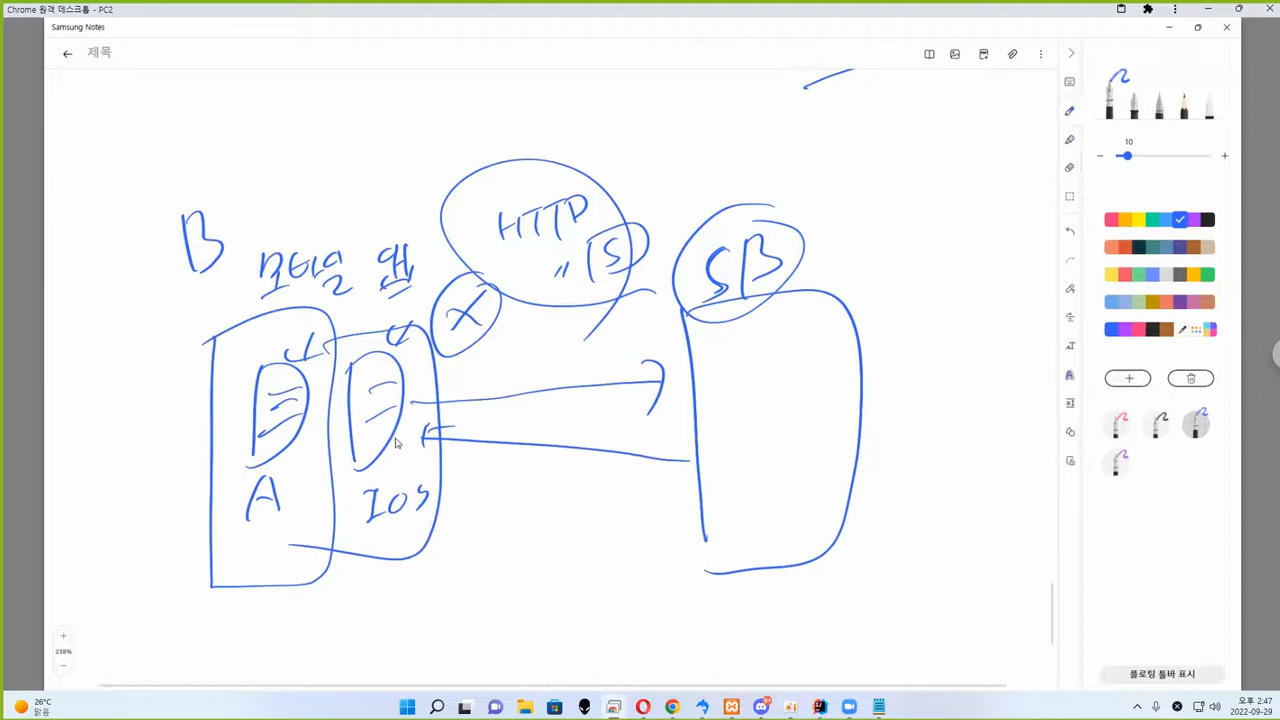 Chrome 원격 데스크톱 - PC2
Samsung Notes
제목
10
HTTP
" S
B
모바일 앱
SB
X
A
IOS
238%
플로팅 툴바 표시
26°C
맑음
오후 2:47
2022-09-29